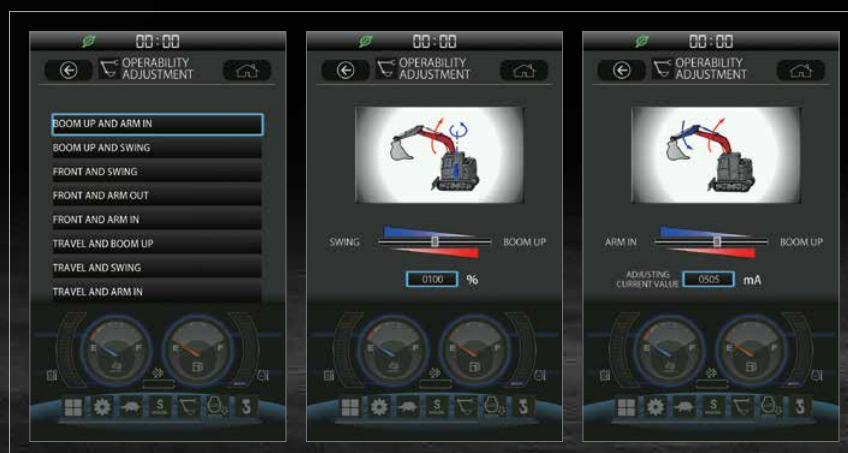 00:00
OPERABILITY
ADJUSTMENT
BOOM UP AND ARM IN
BOOM UP AND SWING
FRONT AND SWING
FRONT AND ARM OUT
FRONT AND ARM IN
TRAVEL AND BOOM UP
TRAVEL AND SWING
TRAVEL AND ARM IN
E F E F
S
00:00
OPERABILITY
ADJUSTMENT
SWING BOOM UP
0100 %
E F E F
S
00:00
OPERABILITY
ADJUSTMENT
ARM IN BOOM UP
ADJUSTING
CURRENT VALUE 0505 mA
E F E F
S